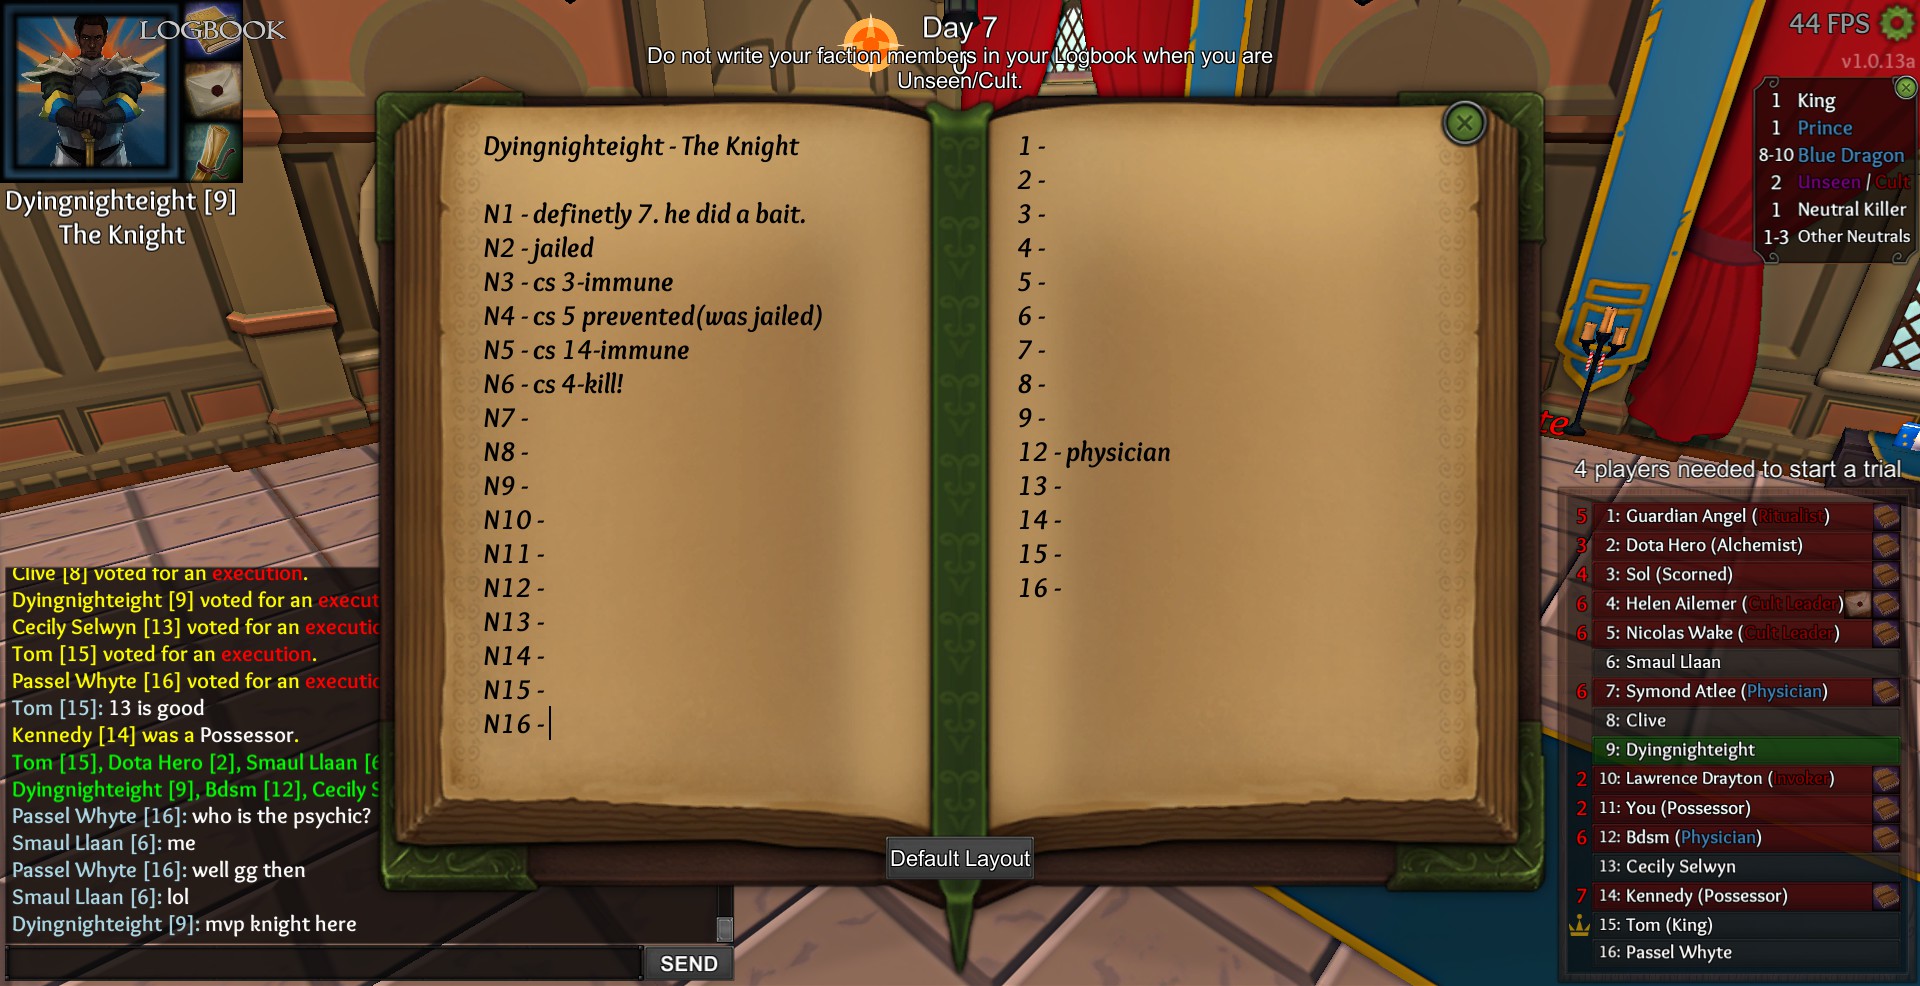 LOGBOOK
Dyingnighteight [9]
The Knight
Day 7
Do not write your faction members in your Logbook when you are
Unseen/Cult.
44 FPS
v1.0.13a
1 King
1 Prince
8-10 Blue Dragon
2 Unseen / Cult
1 Neutral Killer
1-3 Other Neutrals
Dyingnighteight - The Knight
N1 - definetly 7. he did a bait.
N2 - jailed
N3 - cs 3-immune
N4 - cs 5 prevented(was jailed)
N5 - cs 14-immune
N6 - cs 4-kill!
N7 -
N8 -
N9 -
N10 -
N11 -
N12 -
N13 -
N14 -
N15 -
N16 -
1 -
2 -
3 -
4 -
5 -
6 -
7 -
8 -
9 -
12 - physician
13 -
14 -
15 -
16 -
Default Layout
Clive [8] voted for an execution.
Dyingnighteight [9] voted for an execut
Cecily Selwyn [13] voted for an executio
Tom [15] voted for an execution.
Passel Whyte [16] voted for an executio
Tom [15]: 13 is good
Kennedy [14] was a Possessor.
Tom [15], Dota Hero [2], Smaul Llaan [6
Dyingnighteight [9], Bdsm [12], Cecily S
Passel Whyte [16]: who is the psychic?
Smaul Llaan [6]: me
Passel Whyte [16]: well gg then
Smaul Llaan [6]: lol
Dyingnighteight [9]: mvp knight here
SEND
4 players needed to start a trial
5 1: Guardian Angel (Ritualist)
3 2: Dota Hero (Alchemist)
4 3: Sol (Scorned)
6 4: Helen Ailemer (Cult Leader)
6 5: Nicolas Wake (Cult Leader)
6: Smaul Llaan
6 7: Symond Atlee (Physician)
8: Clive
9: Dyingnighteight
2 10: Lawrence Drayton (Invoker)
2 11: You (Possessor)
6 12: Bdsm (Physician)
13: Cecily Selwyn
7 14: Kennedy (Possessor)
15: Tom (King)
16: Passel Whyte